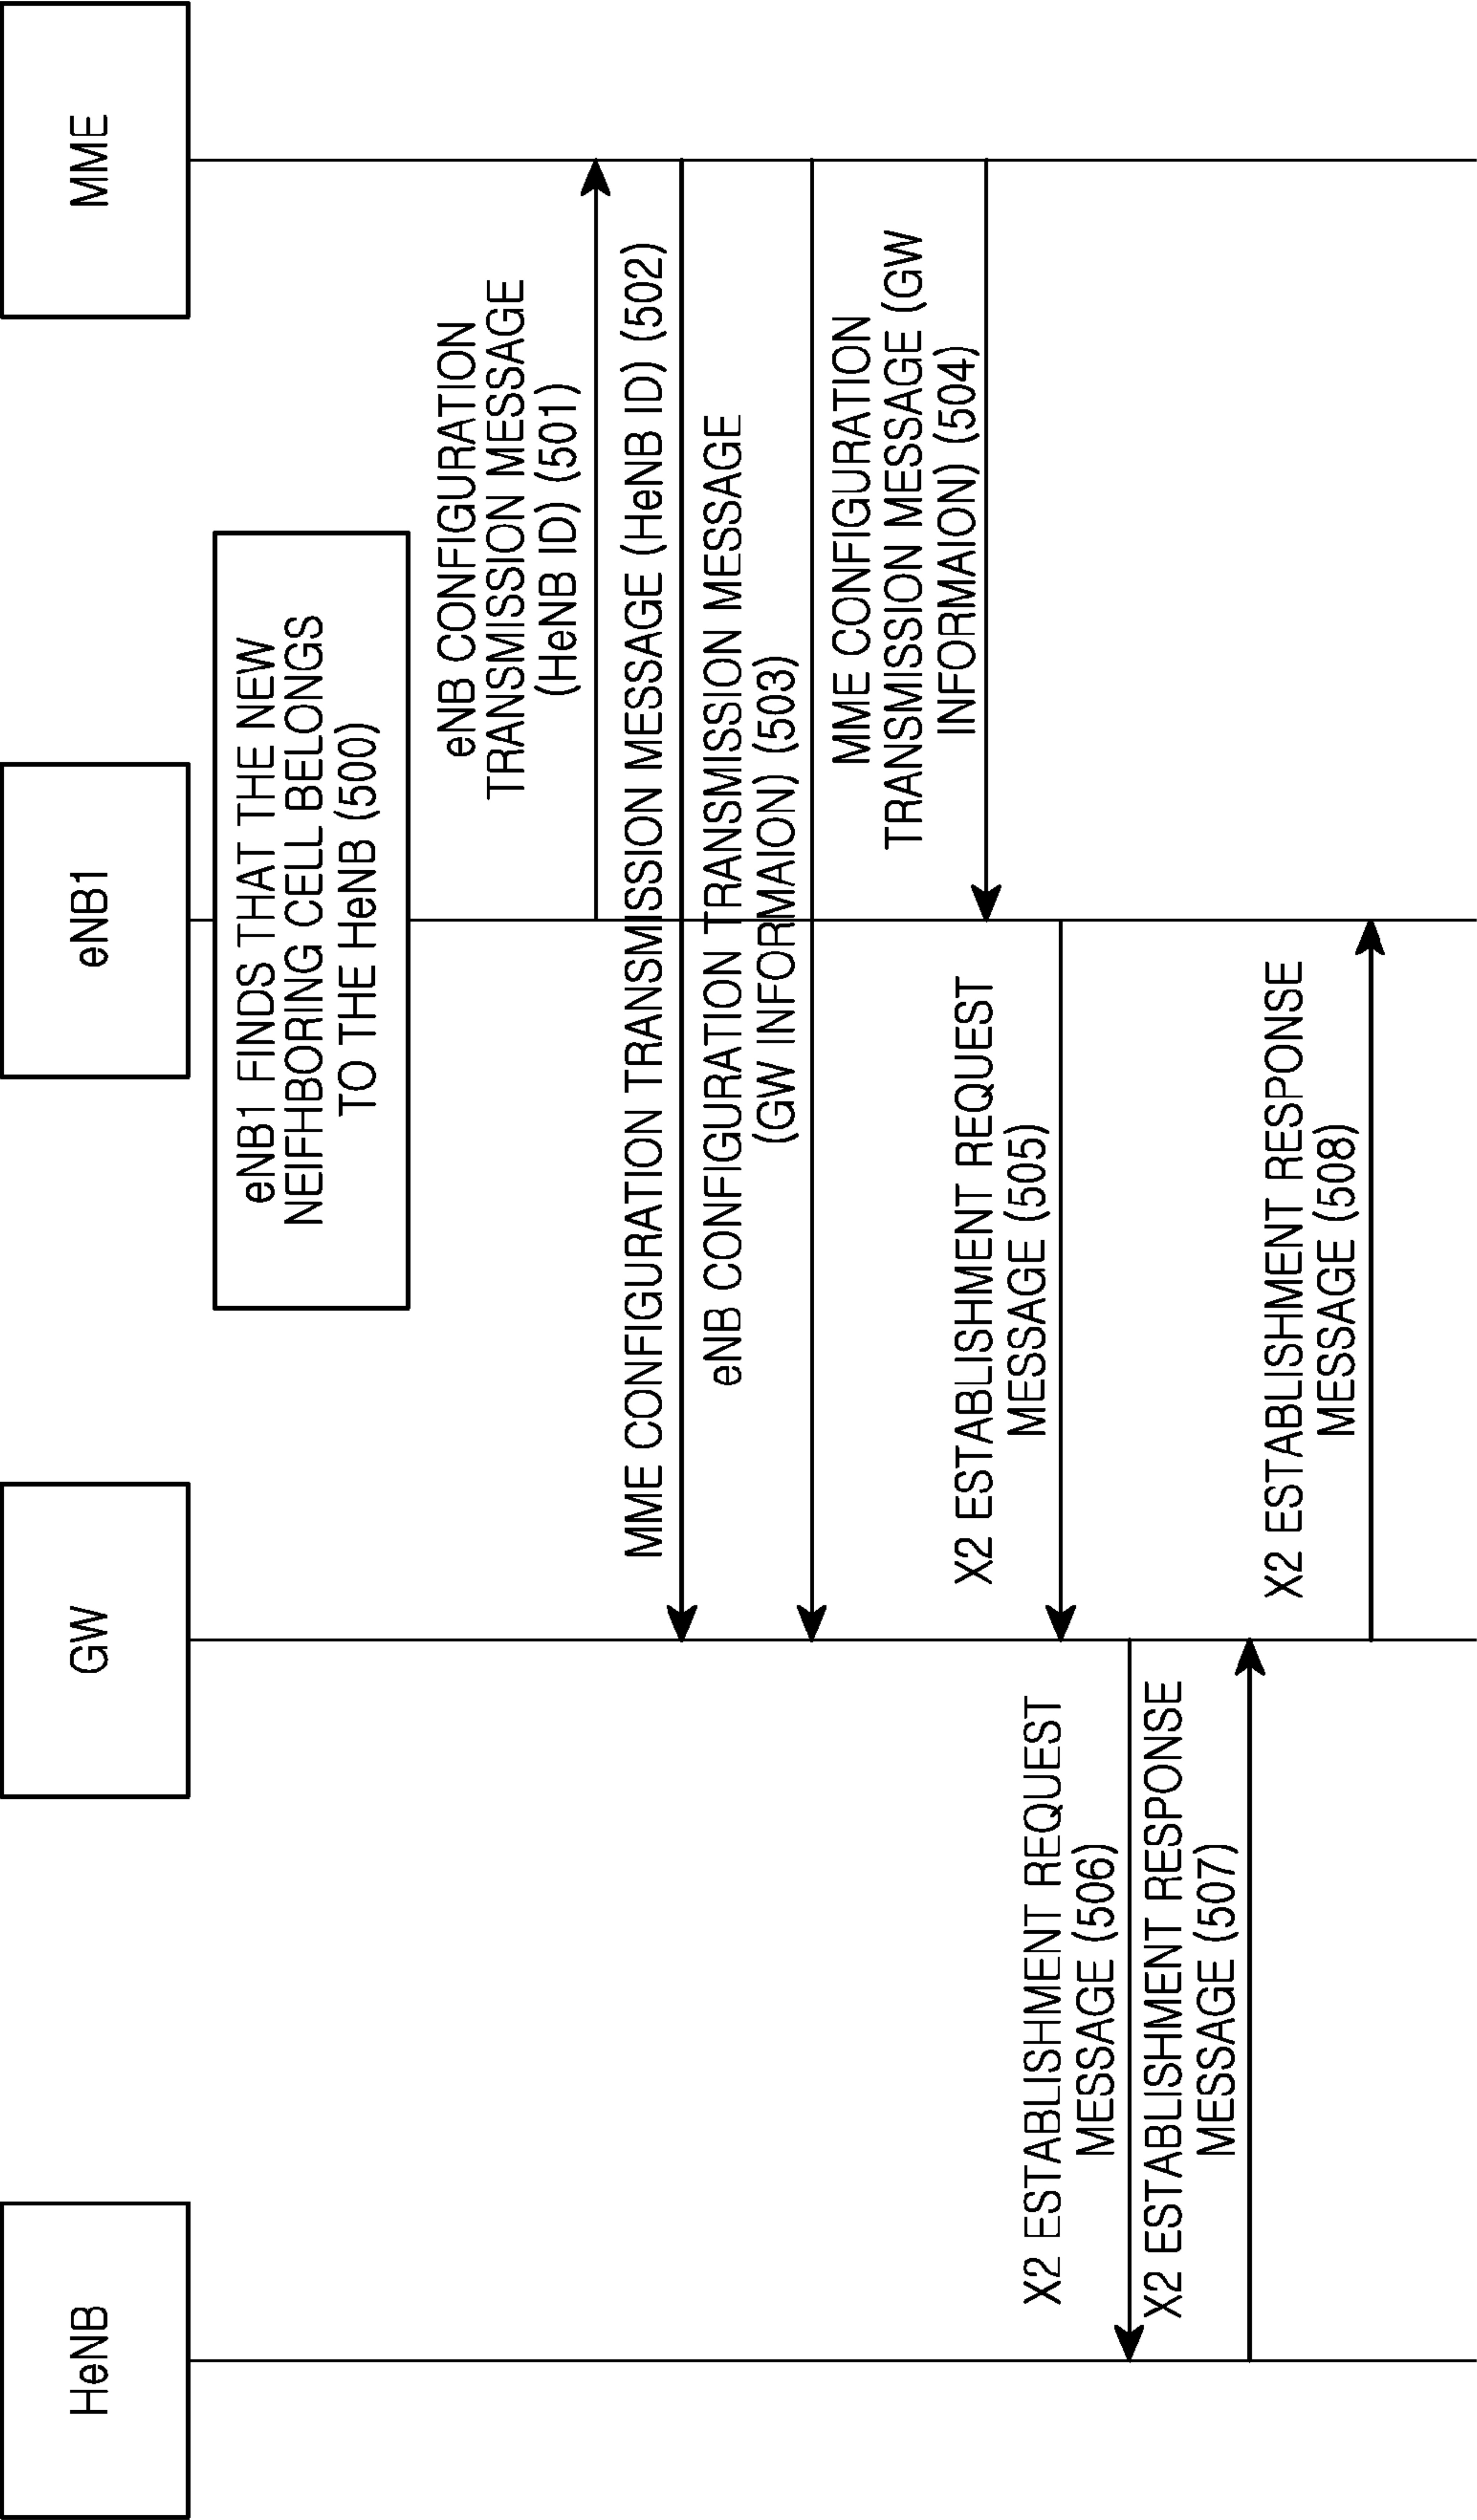 HeNB
GW
eNB1
MME
eNB1 FINDS THAT THE NEW
NEIFHBORING CELL BELONGS
TO THE HeNB (500)
eNB CONFIGURATION
TRANSMISSION MESSAGE
(HeNB ID) (501)
MME CONFIGURATION TRANSMISSION MESSAGE (HeNB ID) (502)
eNB CONFIGURATION TRANSMISSION MESSAGE
(GW INFORMAION) (503)
MME CONFIGURATION
TRANSMISSION MESSAGE (GW
INFORMAION) (504)
X2 ESTABLISHMENT REQUEST
MESSAGE (505)
X2 ESTABLISHMENT REQUEST
MESSAGE (506)
X2 ESTABLISHMENT RESPONSE
MESSAGE (507)
X2 ESTABLISHMENT RESPONSE
MESSAGE (508)